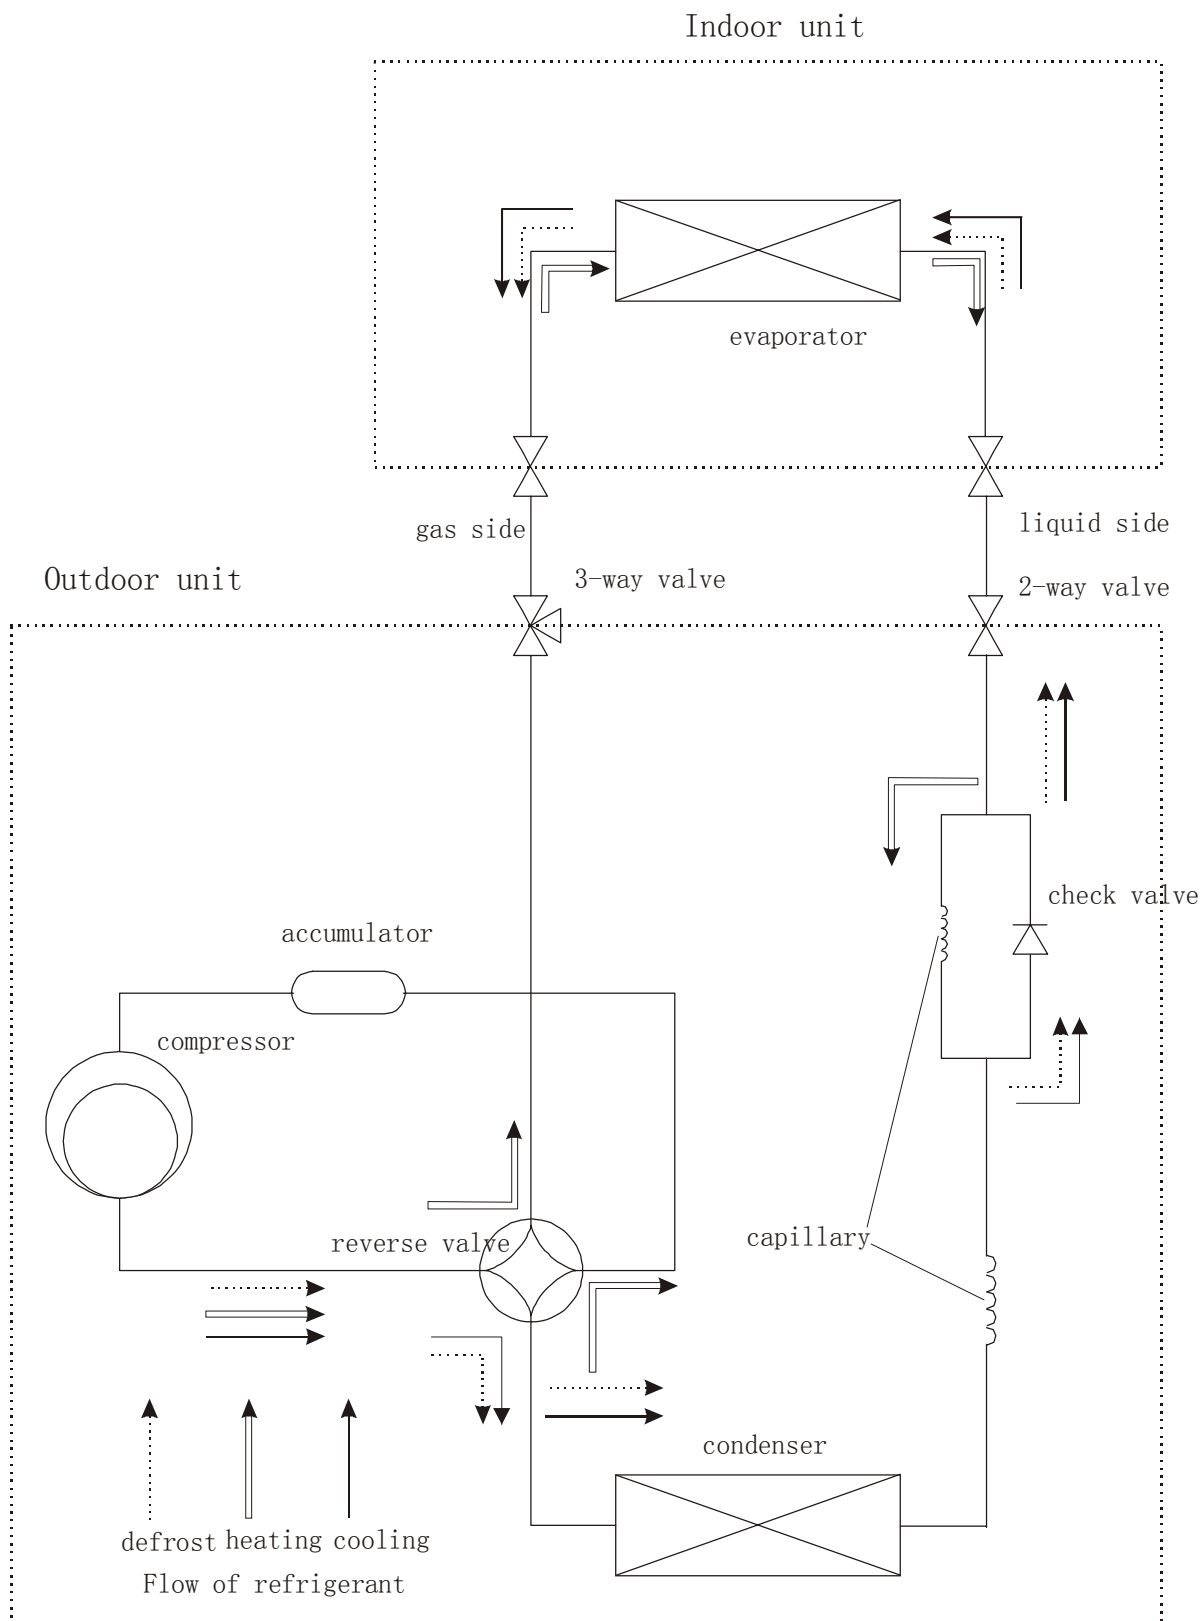 Indoor unit
evaporator
gas side
liquid side
Outdoor unit
3-way valve
2-way valve
check valve
accumulator
compressor
reverse valve
capillary
condenser
defrost heating cooling
Flow of refrigerant